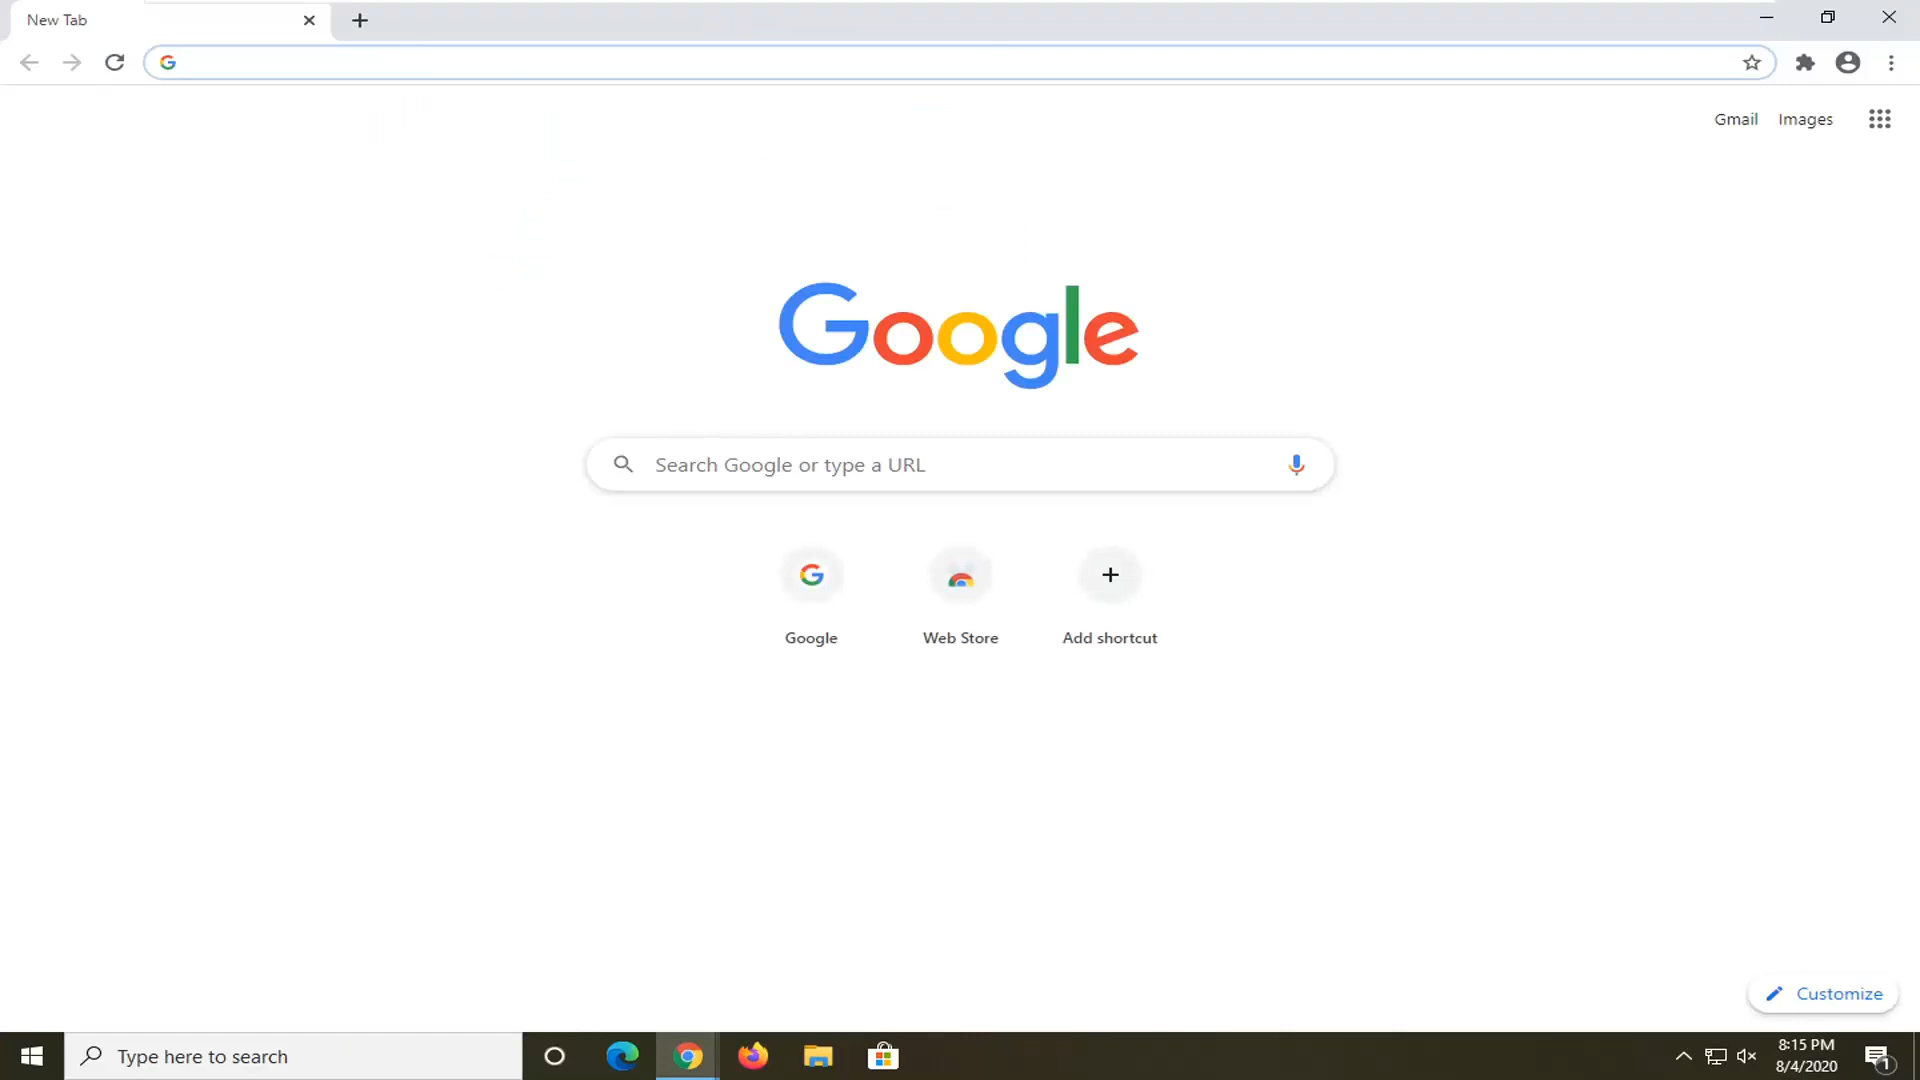 New Tab
Gmail Images
Google
Search Google or type a URL
Google Web Store Add shortcut
Customize
Type here to search
8:15 PM
8/4/2020
1